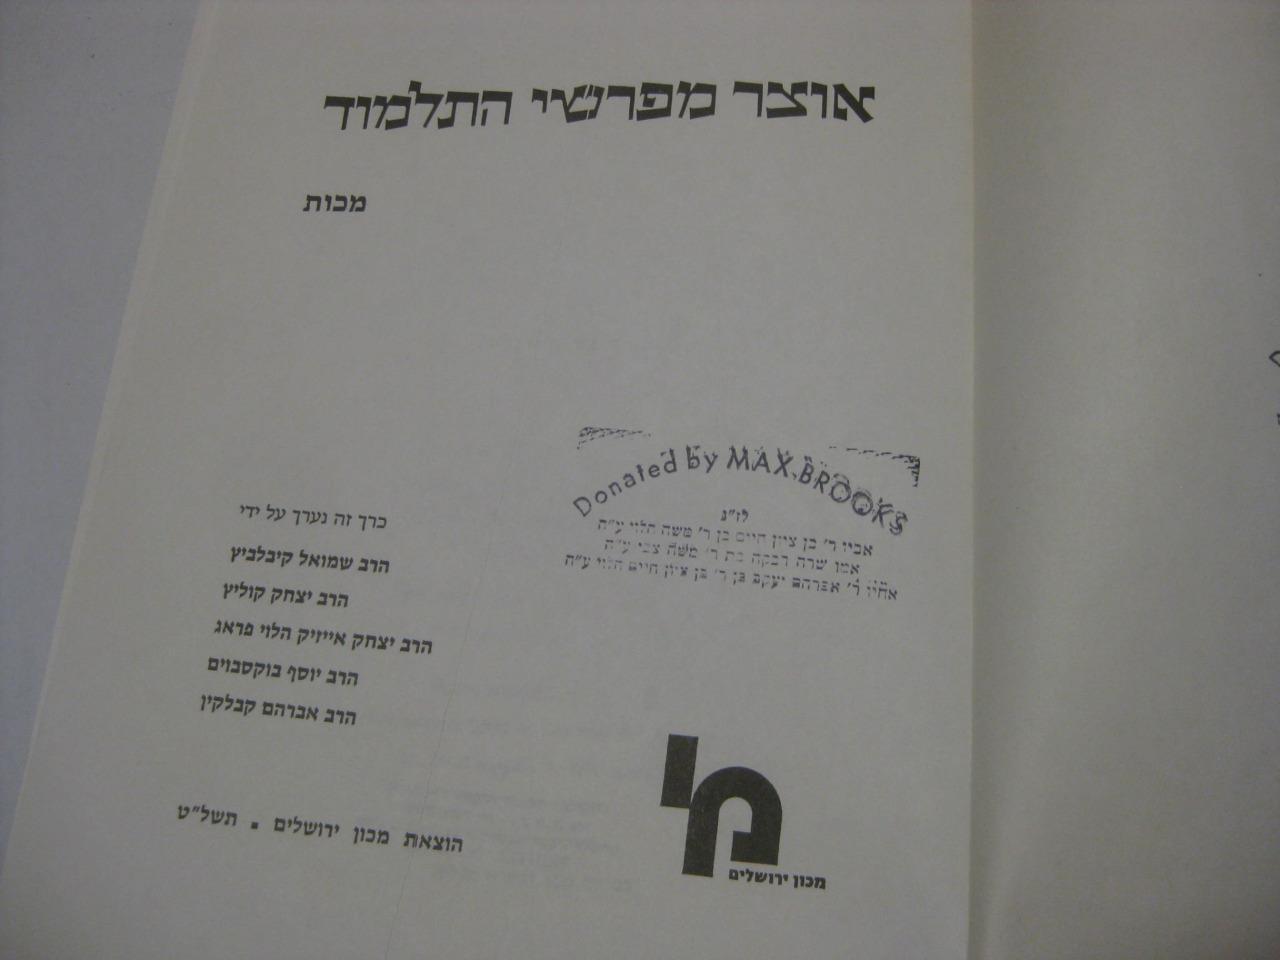 אוצר מפרשי התלמוד
מכות
Donated by MAX BROOKS
לז"נ
אביו ר' בן ציון חיים בן ר' משה הלוי ע"ה
אמו שרה רבקה בת ר' משה צבי ע"ה
אחיו ר' אברהם יעקב בן ר' בן ציון חיים הלוי ע"ה
כרך זה נערך על ידי
הרב שמואל קיבלביץ
הרב יצחק קוליץ
הרב יצחק אייזיק הלוי פראג
הרב יוסף בוקסבוים
הרב אברהם קבלקין
מכון ירושלים
הוצאת מכון ירושלים . תשל"ט